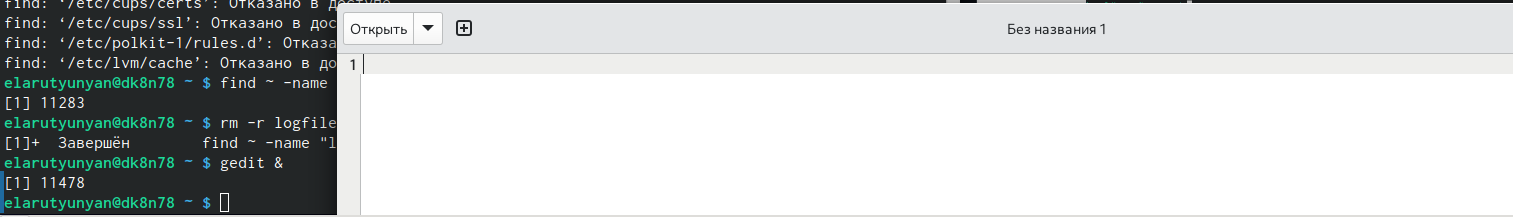 find: ‘/etc/cups/certs’: Отказано в доступе
find: ‘/etc/cups/ssl’: Отказано в дос
find: ‘/etc/polkit-1/rules.d’: Отказа
find: ‘/etc/lvm/cache’: Отказано в до
elarutyunyan@dk8n78 ~ $ find ~ -name
[1] 11283
elarutyunyan@dk8n78 ~ $ rm -r logfile
[1]+  Завершён        find ~ -name "l
elarutyunyan@dk8n78 ~ $ gedit &
[1] 11478
elarutyunyan@dk8n78 ~ $
Открыть
Без названия 1
1